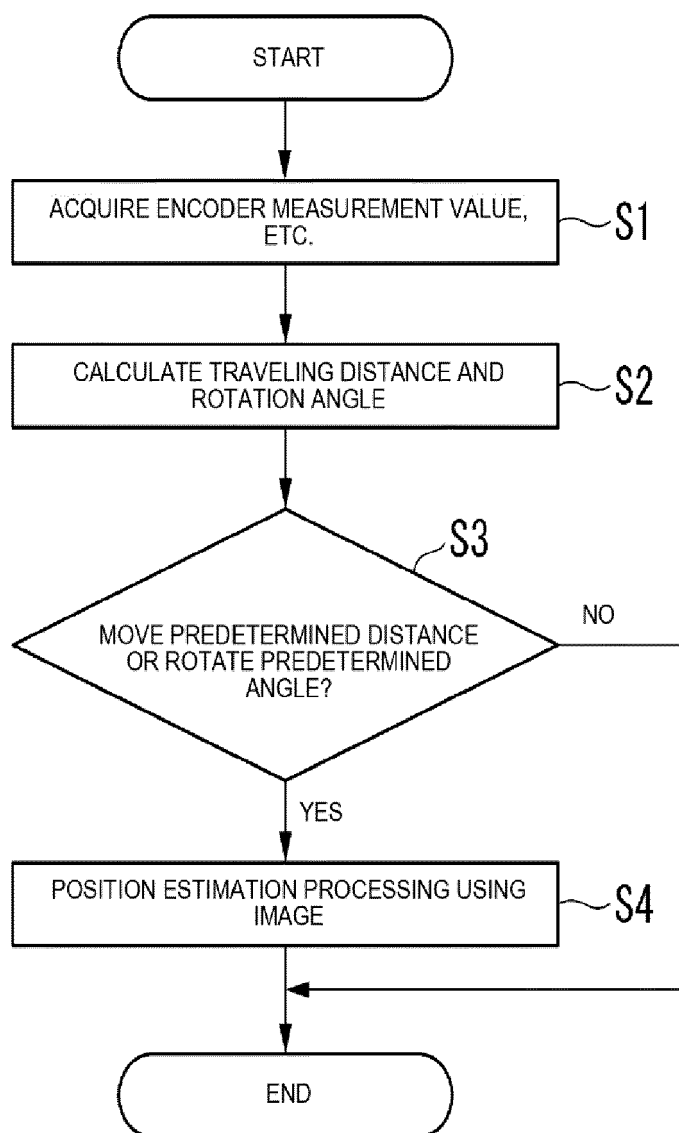 START
ACQUIRE ENCODER MEASUREMENT VALUE,
ETC.
S1
CALCULATE TRAVELING DISTANCE AND
ROTATION ANGLE
S2
S3
MOVE PREDETERMINED DISTANCE
OR ROTATE PREDETERMINED
ANGLE?
NO
YES
POSITION ESTIMATION PROCESSING USING
IMAGE
S4
END